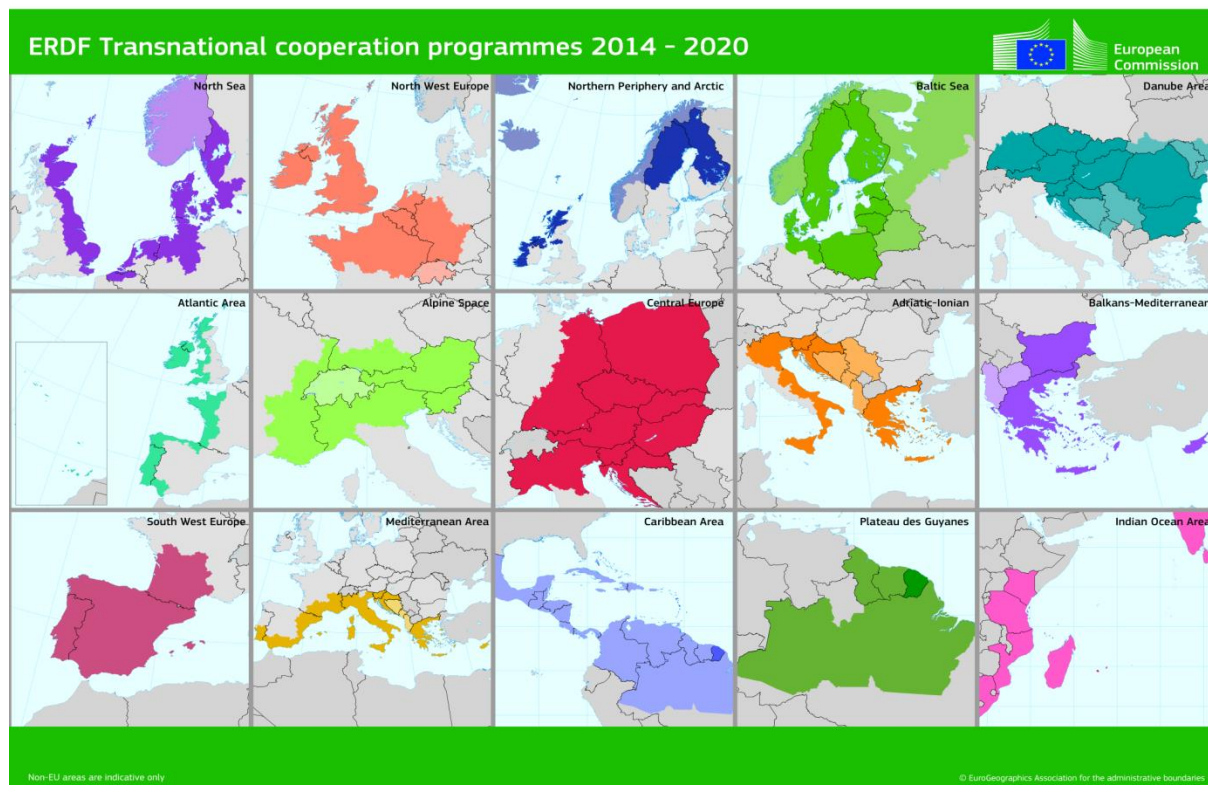 ERDF Transnational cooperation programmes 2014 - 2020
European
Commission
North Sea
North West Europe
Northern Periphery and Arctic
Baltic Sea
Danube Area
Atlantic Area
Alpine Space
Central Europe
Adriatic-Ionian
Balkans-Mediterranean
South West Europe
Mediterranean Area
Caribbean Area
Plateau des Guyanes
Indian Ocean Area
Non-EU areas are indicative only
© EuroGeographics Association for the administrative boundaries